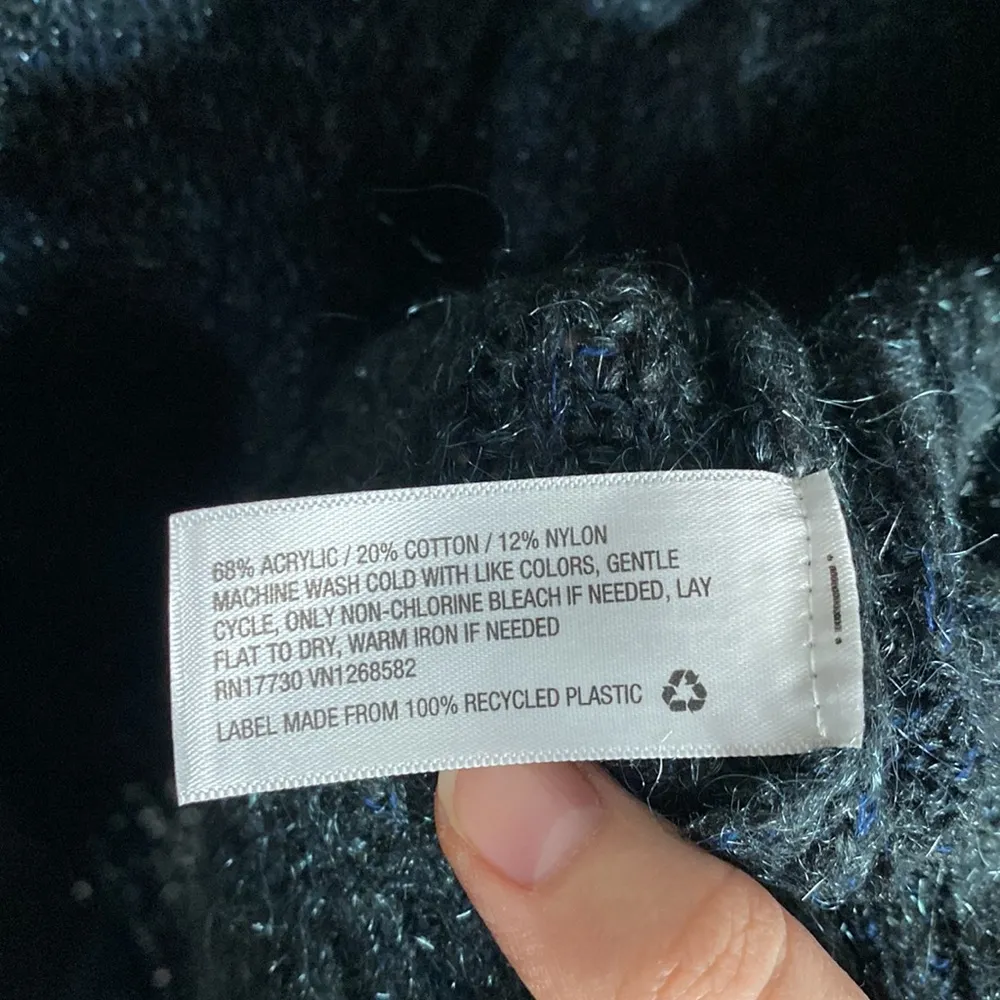 68% ACRYLIC / 20% COTTON / 12% NYLON
MACHINE WASH COLD WITH LIKE COLORS, GENTLE
CYCLE, ONLY NON-CHLORINE BLEACH IF NEEDED, LAY
FLAT TO DRY, WARM IRON IF NEEDED
RN17730 VN1268582
LABEL MADE FROM 100% RECYCLED PLASTIC